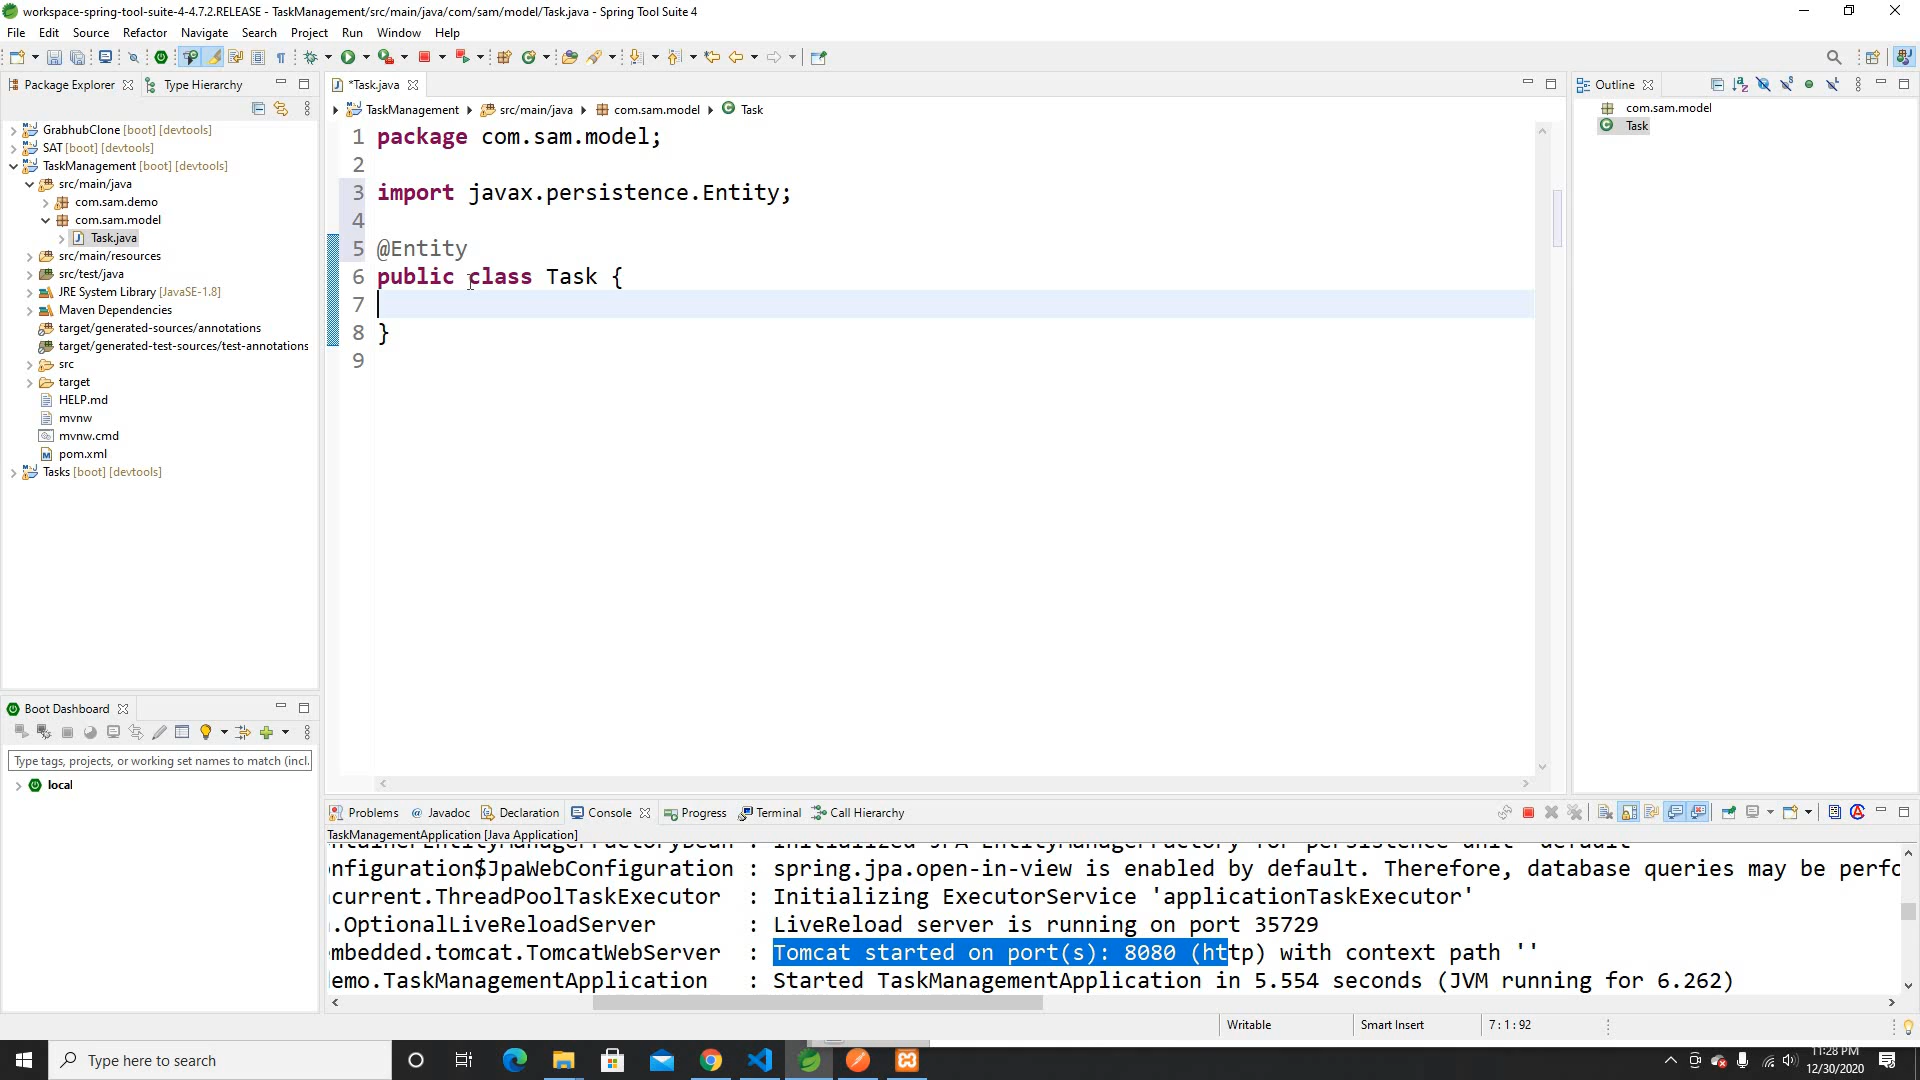 workspace-spring-tool-suite-4-4.7.2.RELEASE - TaskManagement/src/main/java/com/sam/model/Task.java - Spring Tool Suite 4
File Edit Source Refactor Navigate Search Project Run Window Help
Package Explorer Type Hierarchy
GrabhubClone [boot] [devtools]
SAT [boot] [devtools]
TaskManagement [boot] [devtools]
src/main/java
com.sam.demo
com.sam.model
Task.java
src/main/resources
src/test/java
JRE System Library [JavaSE-1.8]
Maven Dependencies
target/generated-sources/annotations
target/generated-test-sources/test-annotations
src
target
HELP.md
mvnw
mvnw.cmd
pom.xml
Tasks [boot] [devtools]
Boot Dashboard
Type tags, projects, or working set names to match (incl.
local
*Task.java
TaskManagement src/main/java com.sam.model Task
1 package com.sam.model;
2
3 import javax.persistence.Entity;
4
5 @Entity
6 public class Task {
7
8 }
9
Outline
com.sam.model
Task
Problems @ Javadoc Declaration Console Progress Terminal Call Hierarchy
TaskManagementApplication [Java Application]
ontainerEntityManagerFactoryBean : Initialized JPA EntityManagerFactory for persistence unit 'default'
onfiguration$JpaWebConfiguration : spring.jpa.open-in-view is enabled by default. Therefore, database queries may be perfo
current.ThreadPoolTaskExecutor : Initializing ExecutorService 'applicationTaskExecutor'
.OptionalLiveReloadServer : LiveReload server is running on port 35729
mbedded.tomcat.TomcatWebServer : Tomcat started on port(s): 8080 (http) with context path ''
emo.TaskManagementApplication : Started TaskManagementApplication in 5.554 seconds (JVM running for 6.262)
Writable Smart Insert 7 : 1 : 92
Type here to search
11:28 PM
12/30/2020